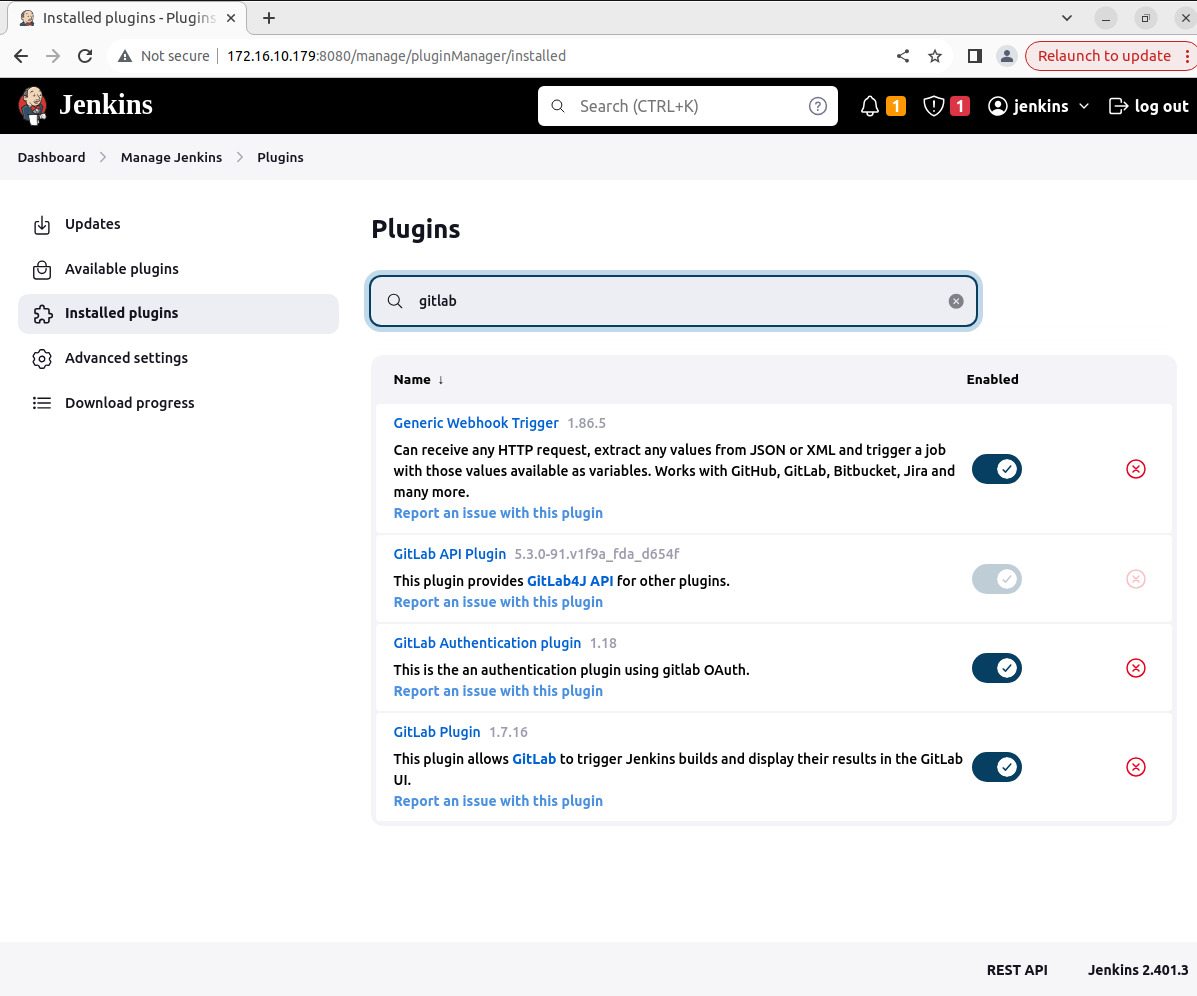 Installed plugins - Plugins
Not secure
172.16.10.179:8080/manage/pluginManager/installed
Relaunch to update
Jenkins
Search (CTRL+K)
1
1
jenkins
log out
Dashboard
Manage Jenkins
Plugins
Updates
Available plugins
Installed plugins
Advanced settings
Download progress
Plugins
gitlab
Name ↓
Enabled
Generic Webhook Trigger 1.86.5
Can receive any HTTP request, extract any values from JSON or XML and trigger a job
with those values available as variables. Works with GitHub, GitLab, Bitbucket, Jira and
many more.
Report an issue with this plugin
GitLab API Plugin 5.3.0-91.v1f9a_fda_d654f
This plugin provides GitLab4J API for other plugins.
Report an issue with this plugin
GitLab Authentication plugin 1.18
This is the an authentication plugin using gitlab OAuth.
Report an issue with this plugin
GitLab Plugin 1.7.16
This plugin allows GitLab to trigger Jenkins builds and display their results in the GitLab
UI.
Report an issue with this plugin
REST API
Jenkins 2.401.3